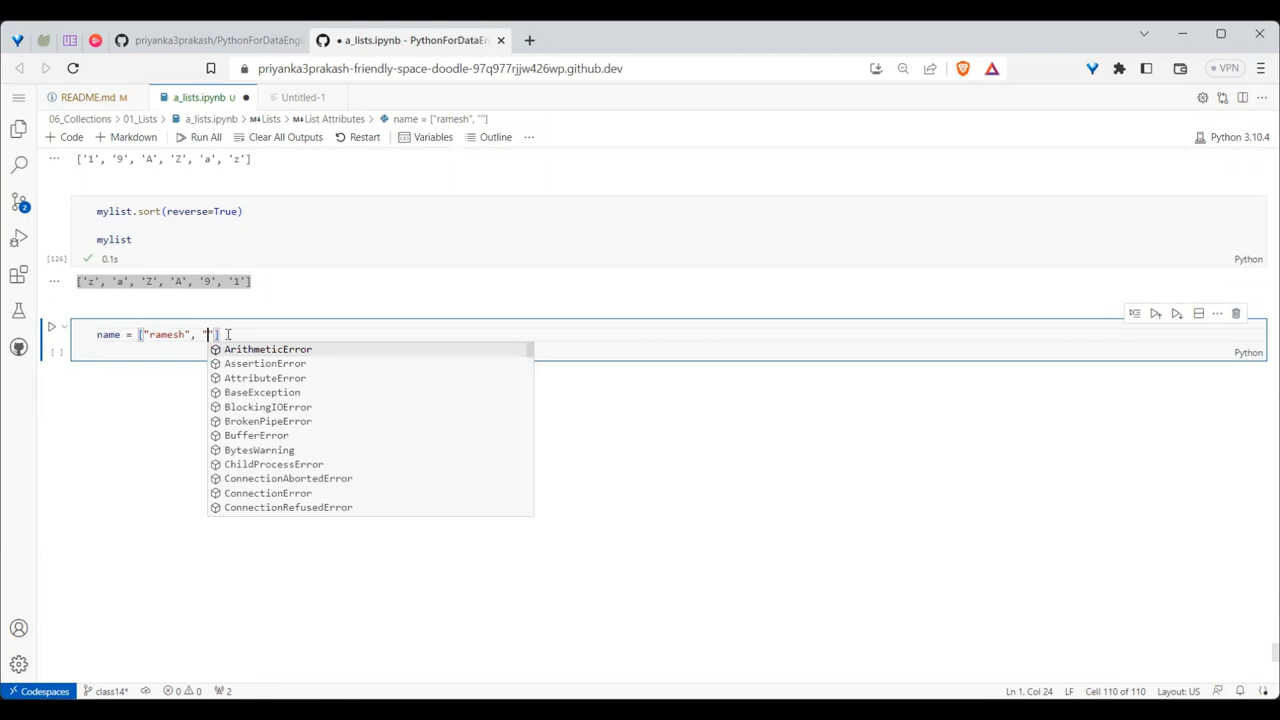 priyanka3prakash/PythonForDataEngi
a_lists.ipynb - PythonForDataEn
priyanka3prakash-friendly-space-doodle-97q977rjjw426wp.github.dev
VPN
README.md M
a_lists.ipynb U
Untitled-1
06_Collections > 01_Lists > a_lists.ipynb > M↓Lists > M↓List Attributes > name = ["ramesh", ""]
+ Code + Markdown Run All Clear All Outputs Restart Variables Outline ...
Python 3.10.4
... ['1', '9', 'A', 'Z', 'a', 'z']
mylist.sort(reverse=True)
mylist
[126] 0.1s Python
... ['z', 'a', 'Z', 'A', '9', '1']
name = ["ramesh", ""]
[ ] Python
ArithmeticError
AssertionError
AttributeError
BaseException
BlockingIOError
BrokenPipeError
BufferError
BytesWarning
ChildProcessError
ConnectionAbortedError
ConnectionError
ConnectionRefusedError
2
Codespaces class14* 0 0 2 Ln 1, Col 24 LF Cell 110 of 110 Layout: US